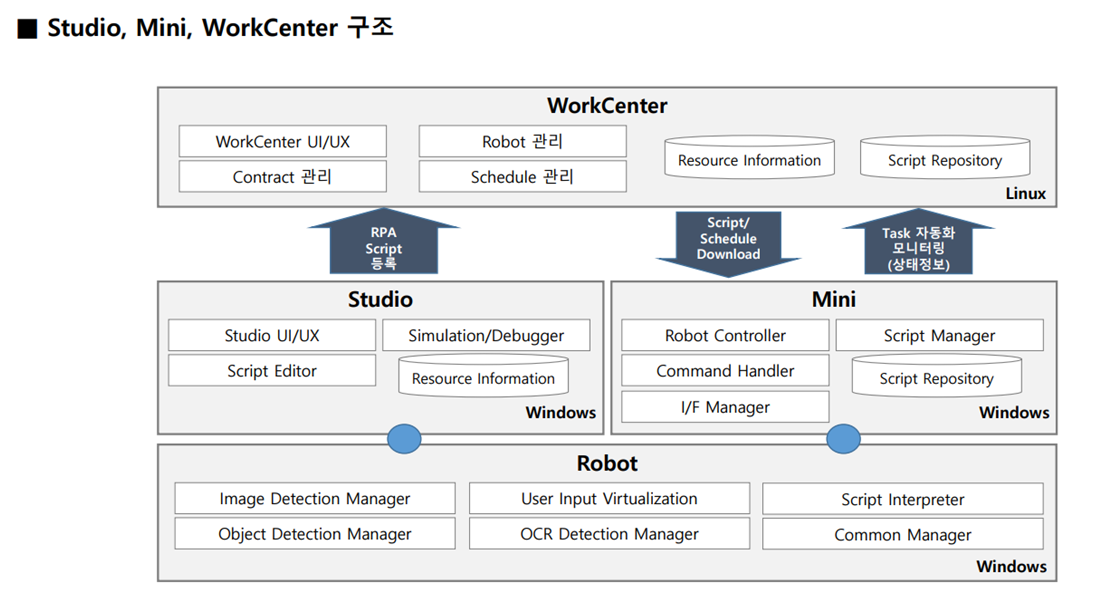 ■ Studio, Mini, WorkCenter 구조
WorkCenter
WorkCenter UI/UX
Robot 관리
Resource Information
Script Repository
Contract 관리
Schedule 관리
Linux
RPA
Script
등록
Script/
Schedule
Download
Task 자동화
모니터링
(상태정보)
Studio
Studio UI/UX
Simulation/Debugger
Script Editor
Resource Information
Windows
Mini
Robot Controller
Script Manager
Command Handler
Script Repository
I/F Manager
Windows
Robot
Image Detection Manager
User Input Virtualization
Script Interpreter
Object Detection Manager
OCR Detection Manager
Common Manager
Windows